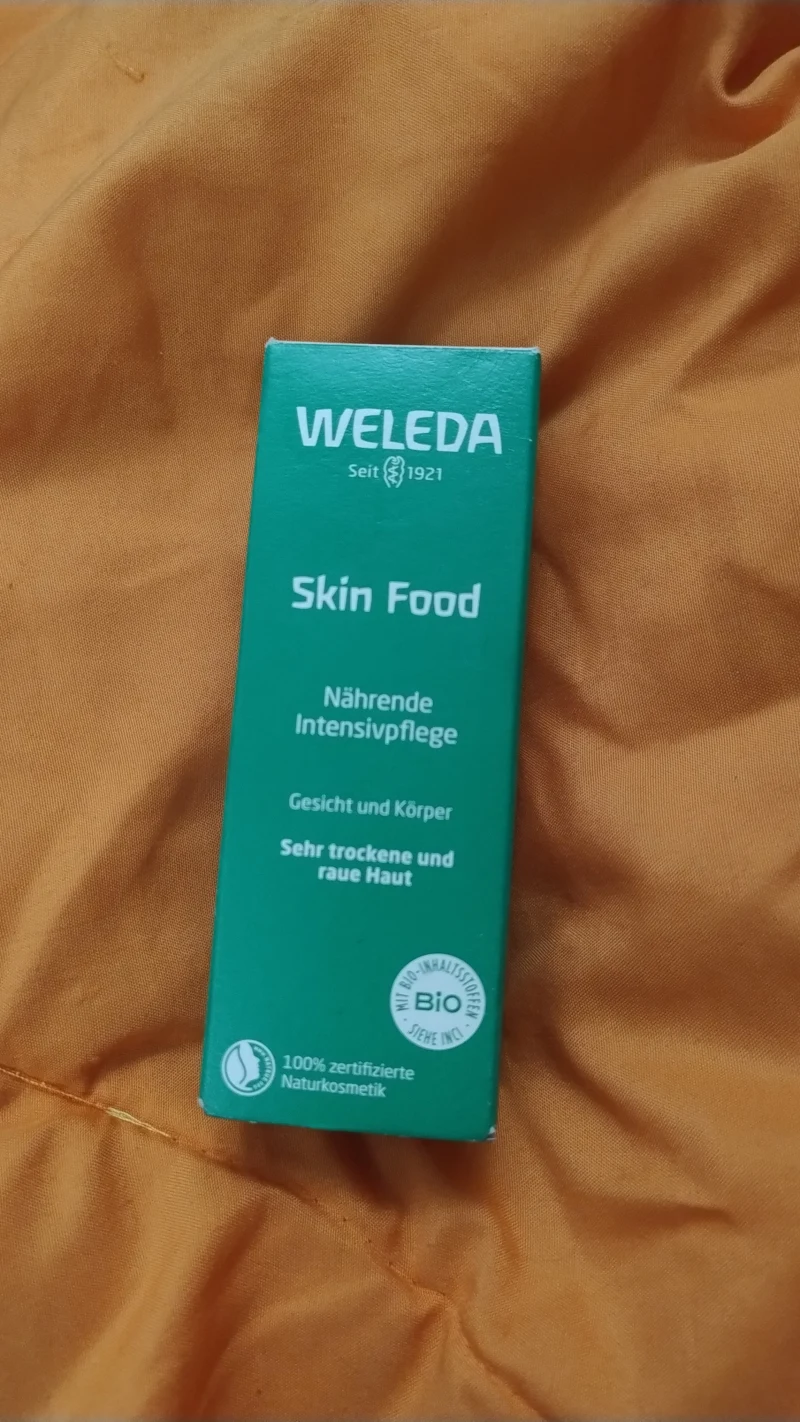 WELEDA
Seit 1921
Skin Food
Nährende
Intensivpflege
Gesicht und Körper
Sehr trockene und
raue Haut
MIT BIO-INHALTSSTOFFEN
BiO
SIEHE INCI
100% zertifizierte
Naturkosmetik